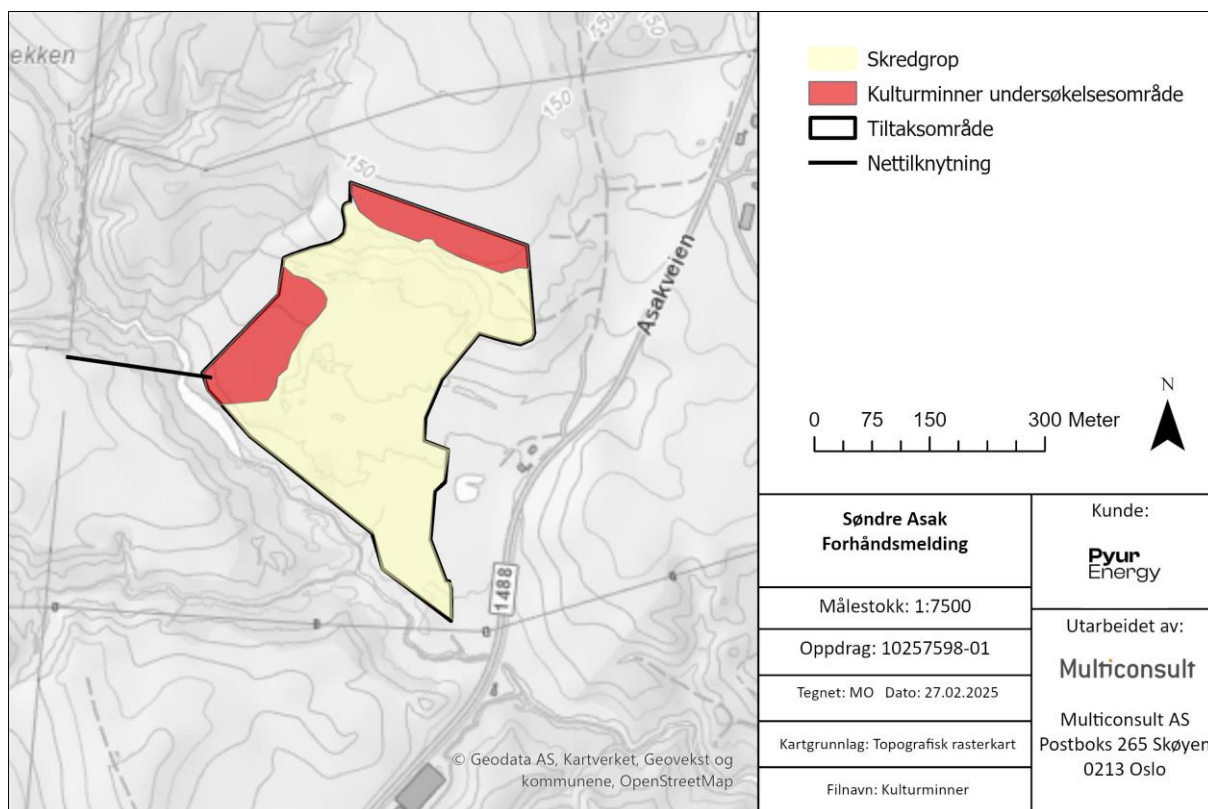 ekken
150
150
150
150
Asakveien
1488
© Geodata AS, Kartverket, Geovekst og
kommunene, OpenStreetMap
Skredgrop
Kulturminner undersøkelsesområde
Tiltaksområde
Nettilknytning
N
0 75 150 300 Meter
Søndre Asak
Forhåndsmelding
Målestokk: 1:7500
Oppdrag: 10257598-01
Tegnet: MO Dato: 27.02.2025
Kartgrunnlag: Topografisk rasterkart
Filnavn: Kulturminner
Kunde:
Pyur
Energy
Utarbeidet av:
Multiconsult
Multiconsult AS
Postboks 265 Skøyen
0213 Oslo